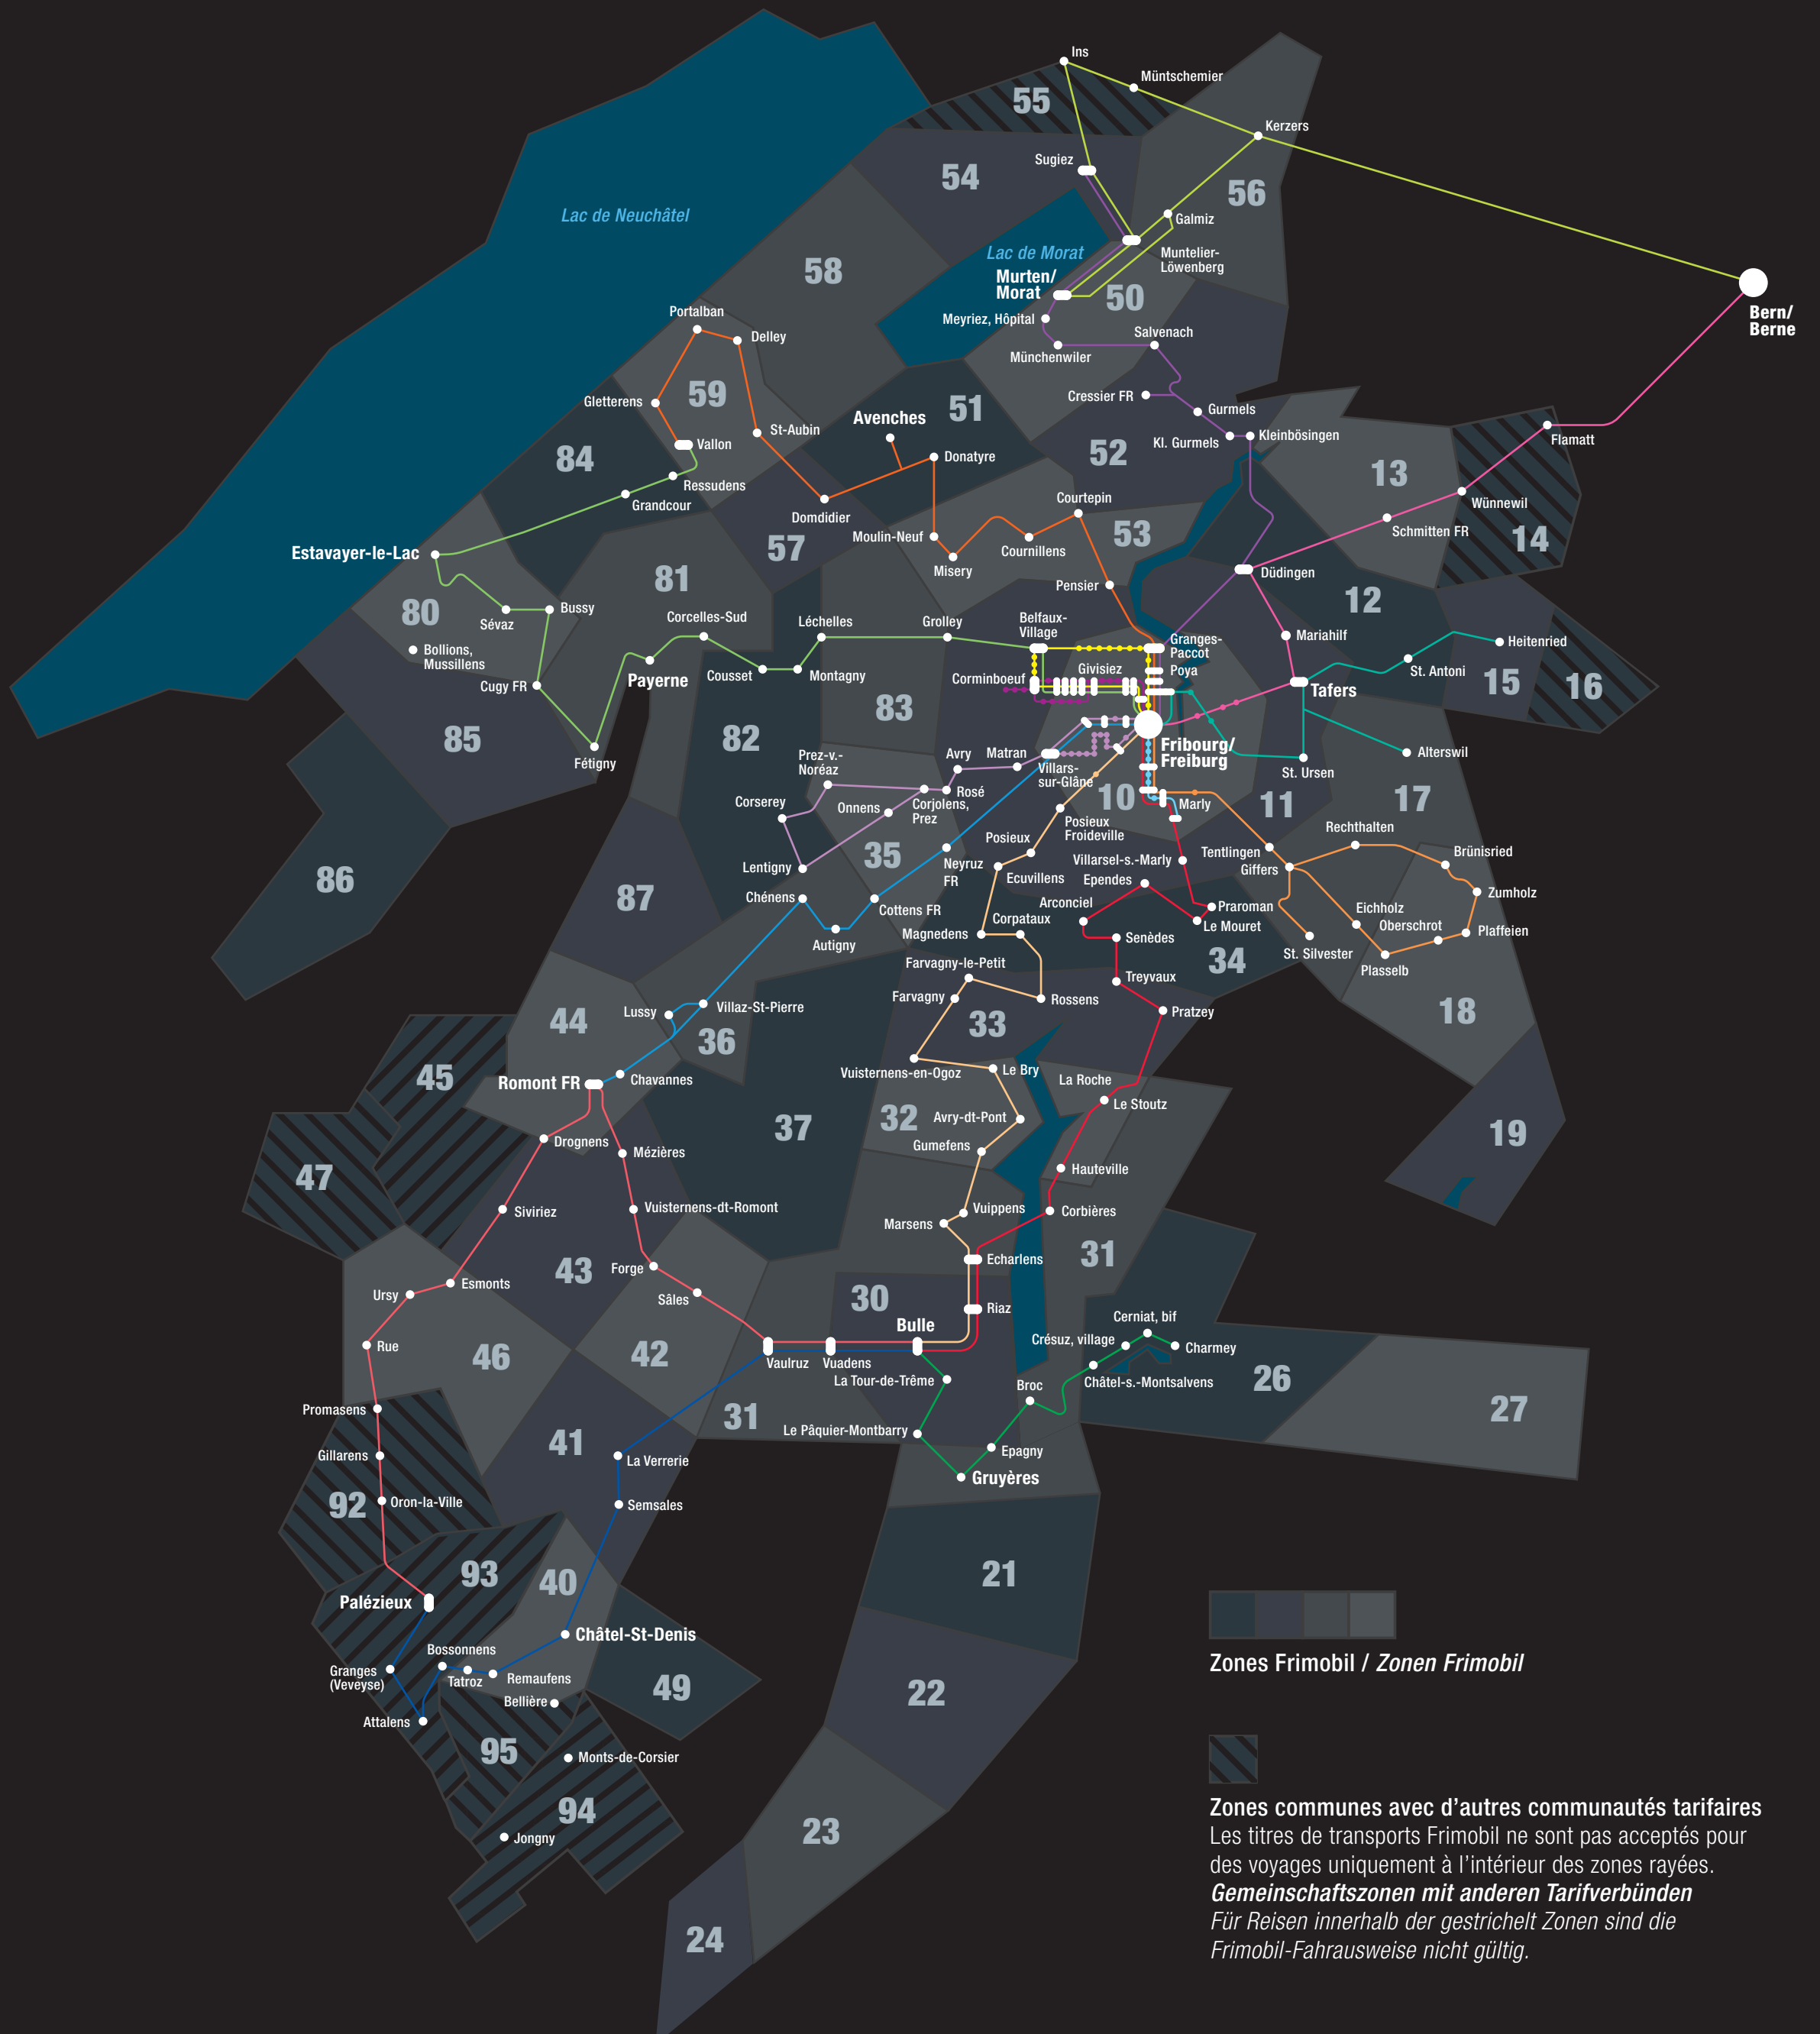 Ins
Müntschemier
55
Kerzers
Sugiez
54
56
Lac de Neuchâtel
Galmiz
Lac de Morat
Muntelier-
Löwenberg
58
Murten/
Morat
50
Bern/
Berne
Portalban
Delley
Meyriez, Hôpital
Salvenach
Münchenwiler
59
Gletterens
Cressier FR
51
Gurmels
Avenches
St-Aubin
Vallon
Kl. Gurmels
Kleinbösingen
Flamatt
84
Donatyre
52
13
Ressudens
Grandcour
Courtepin
Wünnewil
Domdidier
Schmitten FR
53
14
Moulin-Neuf
57
Cournillens
Estavayer-le-Lac
Misery
Düdingen
81
Pensier
12
80
Bussy
Sévaz
Corcelles-Sud
Léchelles
Grolley
Belfaux-
Village
Mariahilf
Heitenried
Granges-
Paccot
Bollions,
Mussillens
Payerne
Cousset
Montagny
Givisiez
Poya
St. Antoni
Cugy FR
Corminboeuf
Tafers
15
16
83
85
82
Fétigny
Prez-v.-
Noréaz
Avry
Matran
Fribourg/
Freiburg
Alterswil
Villars-
sur-Glâne
St. Ursen
Corserey
Onnens
Corjolens,
Prez
Rosé
10
Marly
11
17
Posieux
Froideville
Rechthalten
35
Posieux
Tentlingen
Brünisried
Lentigny
Neyruz
FR
Villarsel-s.-Marly
Giffers
86
87
Ecuvillens
Ependes
Zumholz
Chénens
Cottens FR
Arconciel
Praroman
Eichholz
Corpataux
Le Mouret
Oberschrot
Autigny
Magnedens
Senèdes
Plaffeien
34
St. Silvester
Farvagny-le-Petit
Plasselb
Treyvaux
Farvagny
Rossens
Lussy
Villaz-St-Pierre
Pratzey
18
44
33
36
45
Vuisternens-en-Ogoz
Le Bry
Romont FR
Chavannes
La Roche
Le Stoutz
32
Avry-dt-Pont
37
19
Drognens
Mézières
Gumefens
47
Hauteville
Siviriez
Vuisternens-dt-Romont
Vuippens
Corbières
Marsens
43
Forge
Echarlens
31
Esmonts
Ursy
Sâles
30
Riaz
Bulle
Cerniat, bif
Rue
46
42
Crésuz, village
Charmey
Vaulruz
Vuadens
La Tour-de-Trême
Châtel-s.-Montsalvens
26
Broc
27
Promasens
31
Le Pâquier-Montbarry
41
Gillarens
La Verrerie
Epagny
Gruyères
92
Oron-la-Ville
Semsales
93
40
21
Palézieux
Châtel-St-Denis
Bossonnens
Granges
(Veveyse)
Tatroz
Remaufens
49
22
Bellière
Attalens
95
Monts-de-Corsier
94
23
Jongny
24
Zones Frimobil / Zonen Frimobil
Zones communes avec d’autres communautés tarifaires
Les titres de transports Frimobil ne sont pas acceptés pour
des voyages uniquement à l’intérieur des zones rayées.
Gemeinschaftszonen mit anderen Tarifverbünden
Für Reisen innerhalb der gestrichelt Zonen sind die
Frimobil-Fahrausweise nicht gültig.